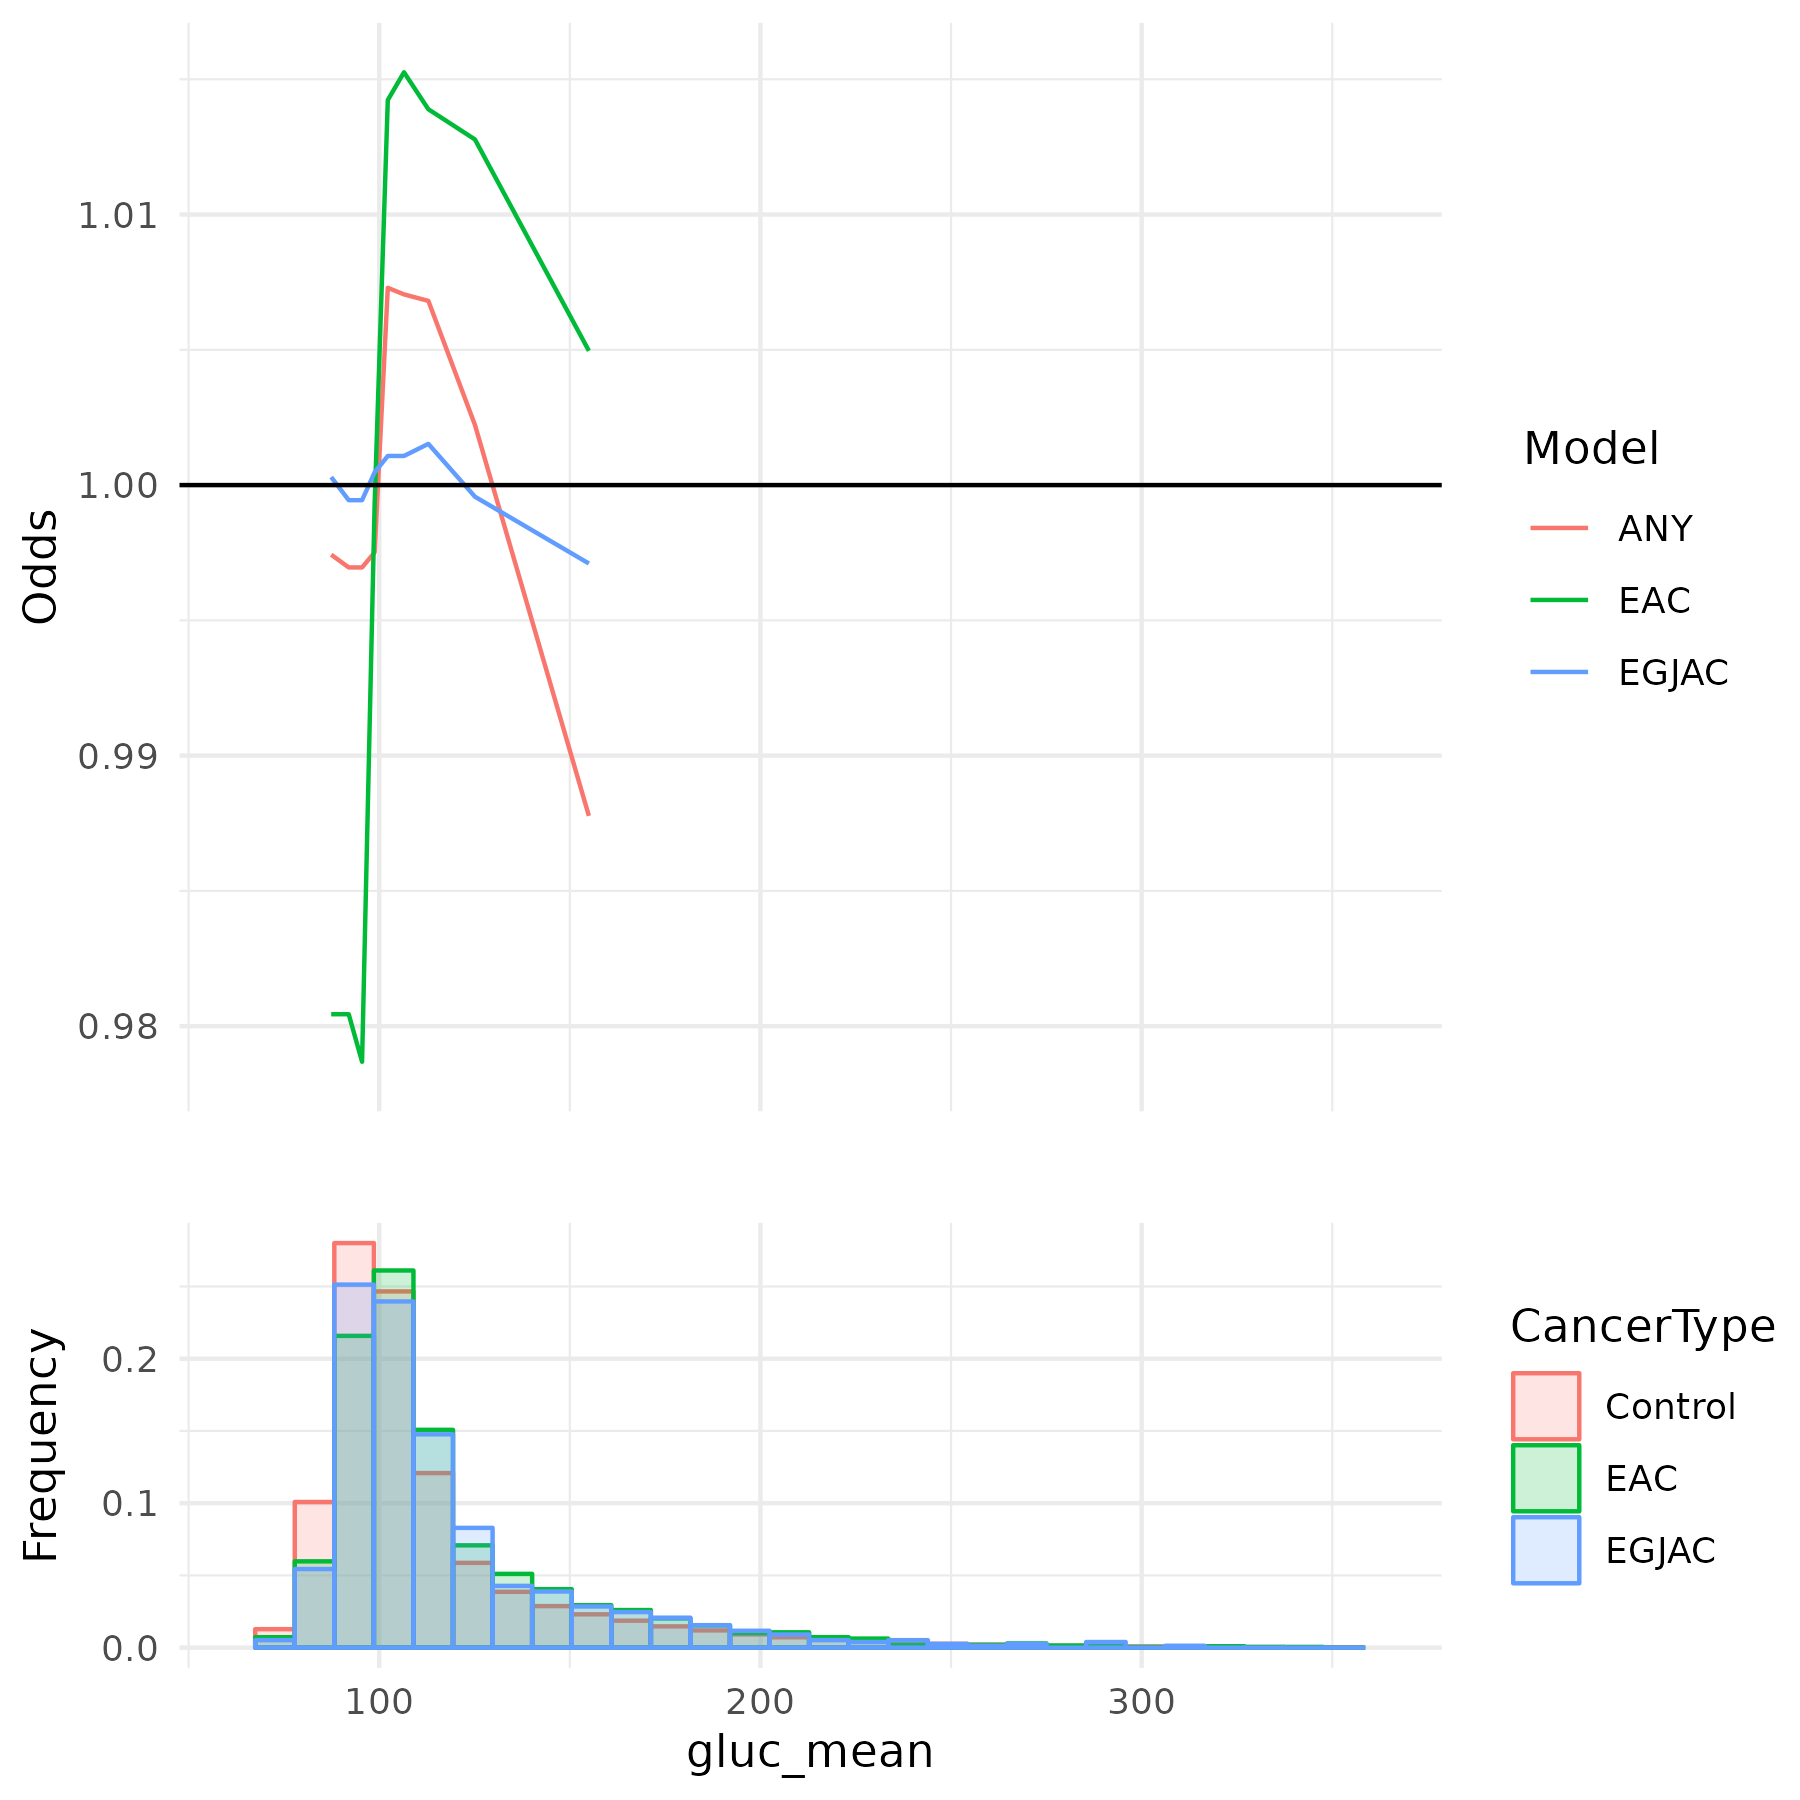 1.01
1.00
0.99
0.98
Odds
Model
ANY
EAC
EGJAC
0.2
0.1
0.0
Frequency
100
200
300
gluc_mean
CancerType
Control
EAC
EGJAC